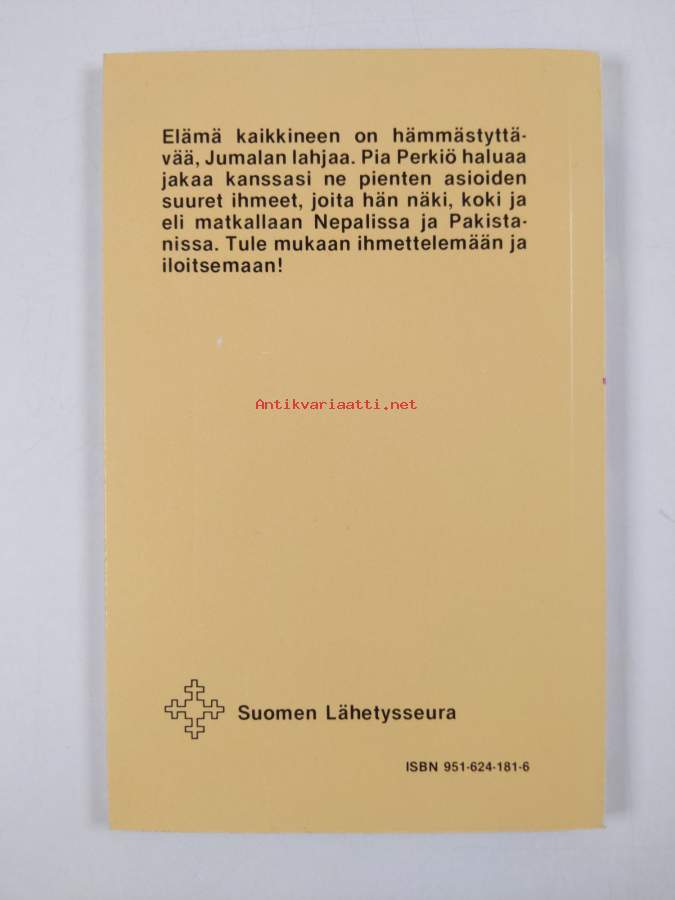 Elämä kaikkineen on hämmästyttä-
vää, Jumalan lahjaa. Pia Perkiö haluaa
jakaa kanssasi ne pienten asioiden
suuret ihmeet, joita hän näki, koki ja
eli matkallaan Nepalissa ja Pakista-
nissa. Tule mukaan ihmettelemään ja
iloitsemaan!
Antikvariaatti.net
Suomen Lähetysseura
ISBN 951-624-181-6